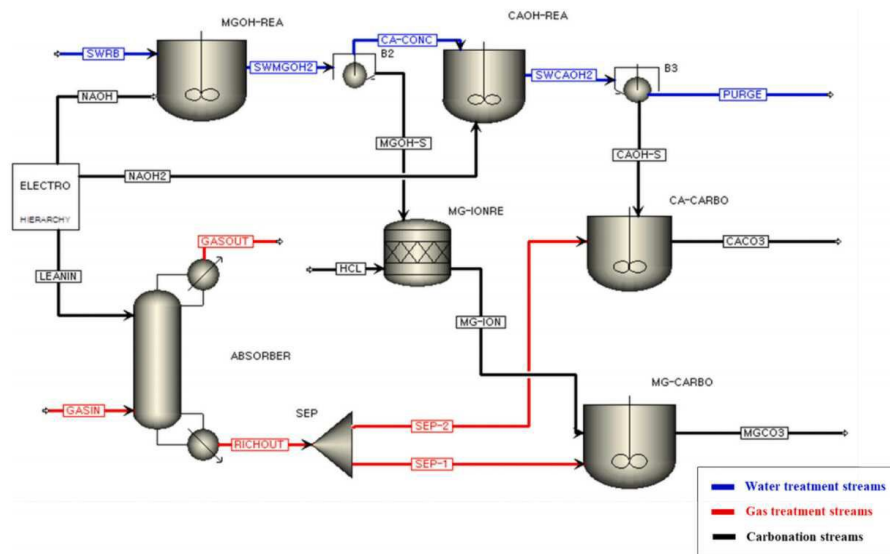 MGOH-REA
CAOH-REA
SWRB
SWMGOH2
CA-CONC
B2
SWCAOH2
B3
PURGE
NAOH
MGOH-S
CAOH-S
ELECTRO
HIERARCHY
NAOH2
MG-IONRE
CA-CARBO
GASOUT
CACO3
LEANIN
HCL
MG-ION
ABSORBER
MG-CARBO
GASIN
SEP
SEP-2
RICHOUT
SEP-1
MGCO3
Water treatment streams
Gas treatment streams
Carbonation streams